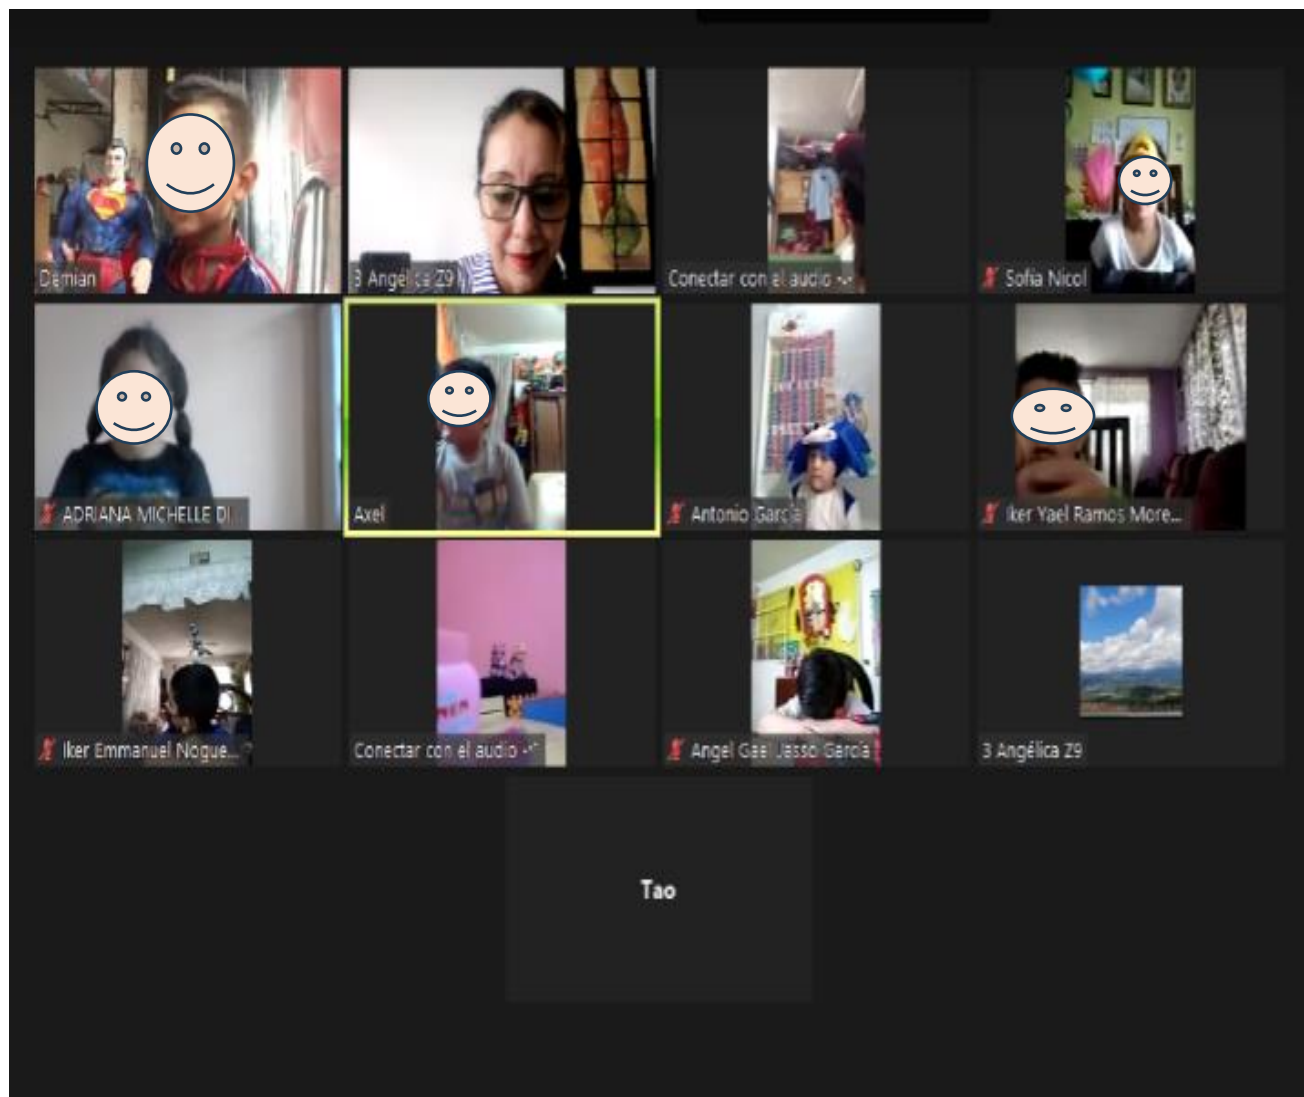 Demian
3 Angélica Z9
Conectar con el audio
Sofia Nicol
ADRIANA MICHELLE DI
Axel
Antonio García
Iker Yael Ramos More...
Iker Emmanuel Nogue...
Conectar con el audio
Angel Gael Jasso García
3 Angélica Z9
Tao